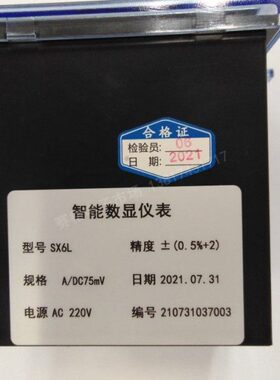 合格证
检验员: 06
日 期: 2021
智能数显仪表
型号 SX6L 精度 ±(0.5%+2)
规格 A/DC75mV 日期 2021.07.31
电源 AC 220V 编号 210731037003